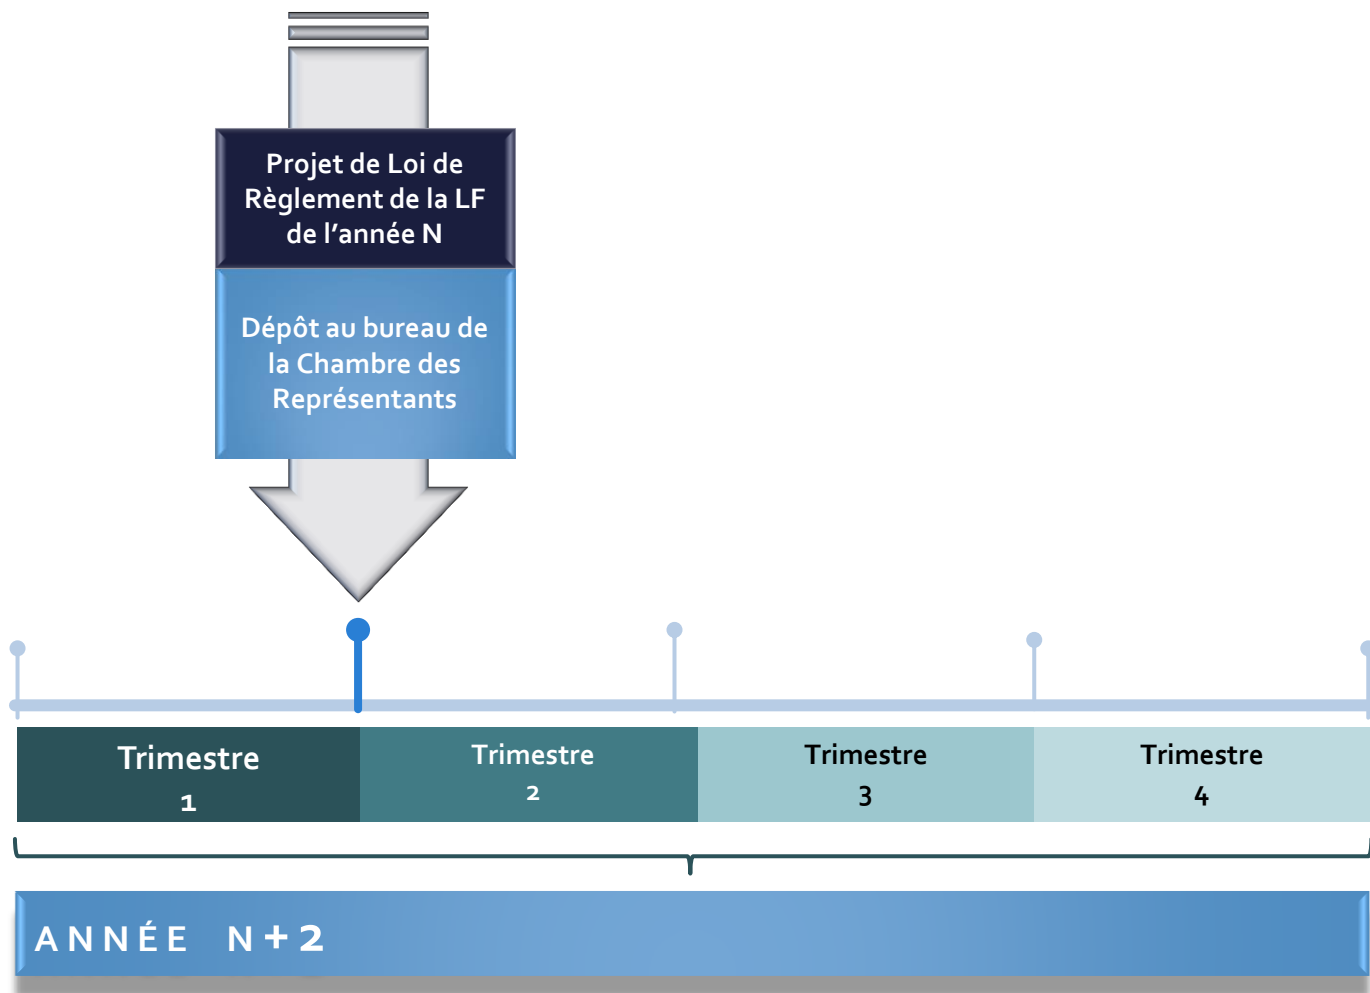 Projet de Loi de
Règlement de la LF
de l’année N
Dépôt au bureau de
la Chambre des
Représentants
Trimestre
1
Trimestre
2
Trimestre
3
Trimestre
4
ANNÉE N+2